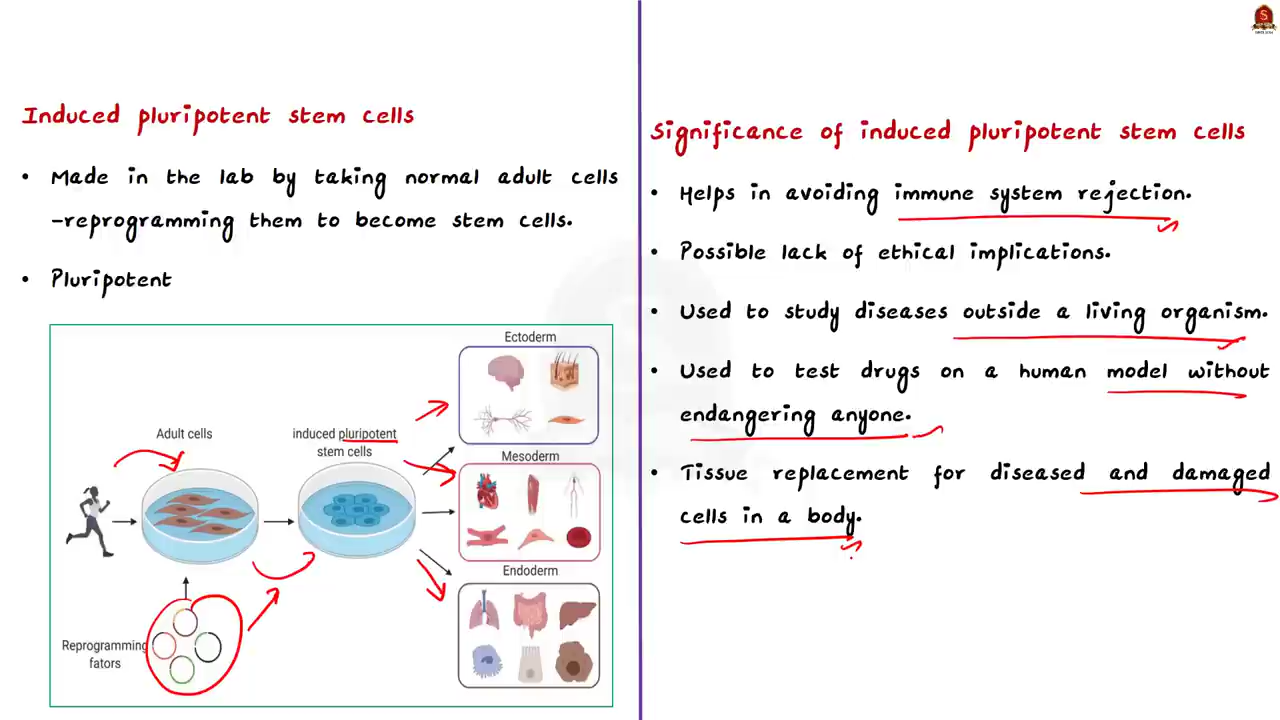 Induced pluripotent stem cells
• Made in the lab by taking normal adult cells
-reprogramming them to become stem cells.
• Pluripotent
Ectoderm
Adult cells
induced pluripotent
stem cells
Mesoderm
Endoderm
Reprogramming
fators
S
Significance of induced pluripotent stem cells
• Helps in avoiding immune system rejection.
• Possible lack of ethical implications.
• Used to study diseases outside a living organism.
• Used to test drugs on a human model without
endangering anyone.
• Tissue replacement for diseased and damaged
cells in a body.